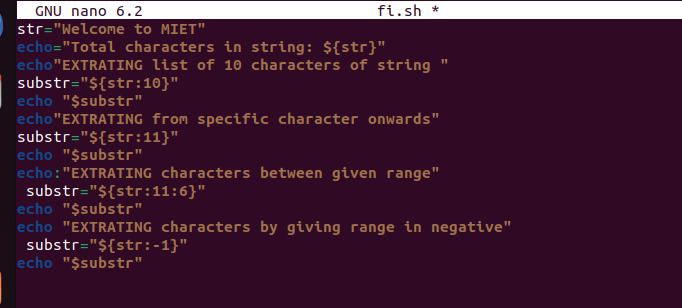 GNU nano 6.2 fi.sh *
str="Welcome to MIET"
echo="Total characters in string: ${str}"
echo"EXTRATING list of 10 characters of string "
substr="${str:10}"
echo "$substr"
echo"EXTRATING from specific character onwards"
substr="${str:11}"
echo "$substr"
echo:"EXTRATING characters between given range"
 substr="${str:11:6}"
echo "$substr"
echo "EXTRATING characters by giving range in negative"
 substr="${str:-1}"
echo "$substr"